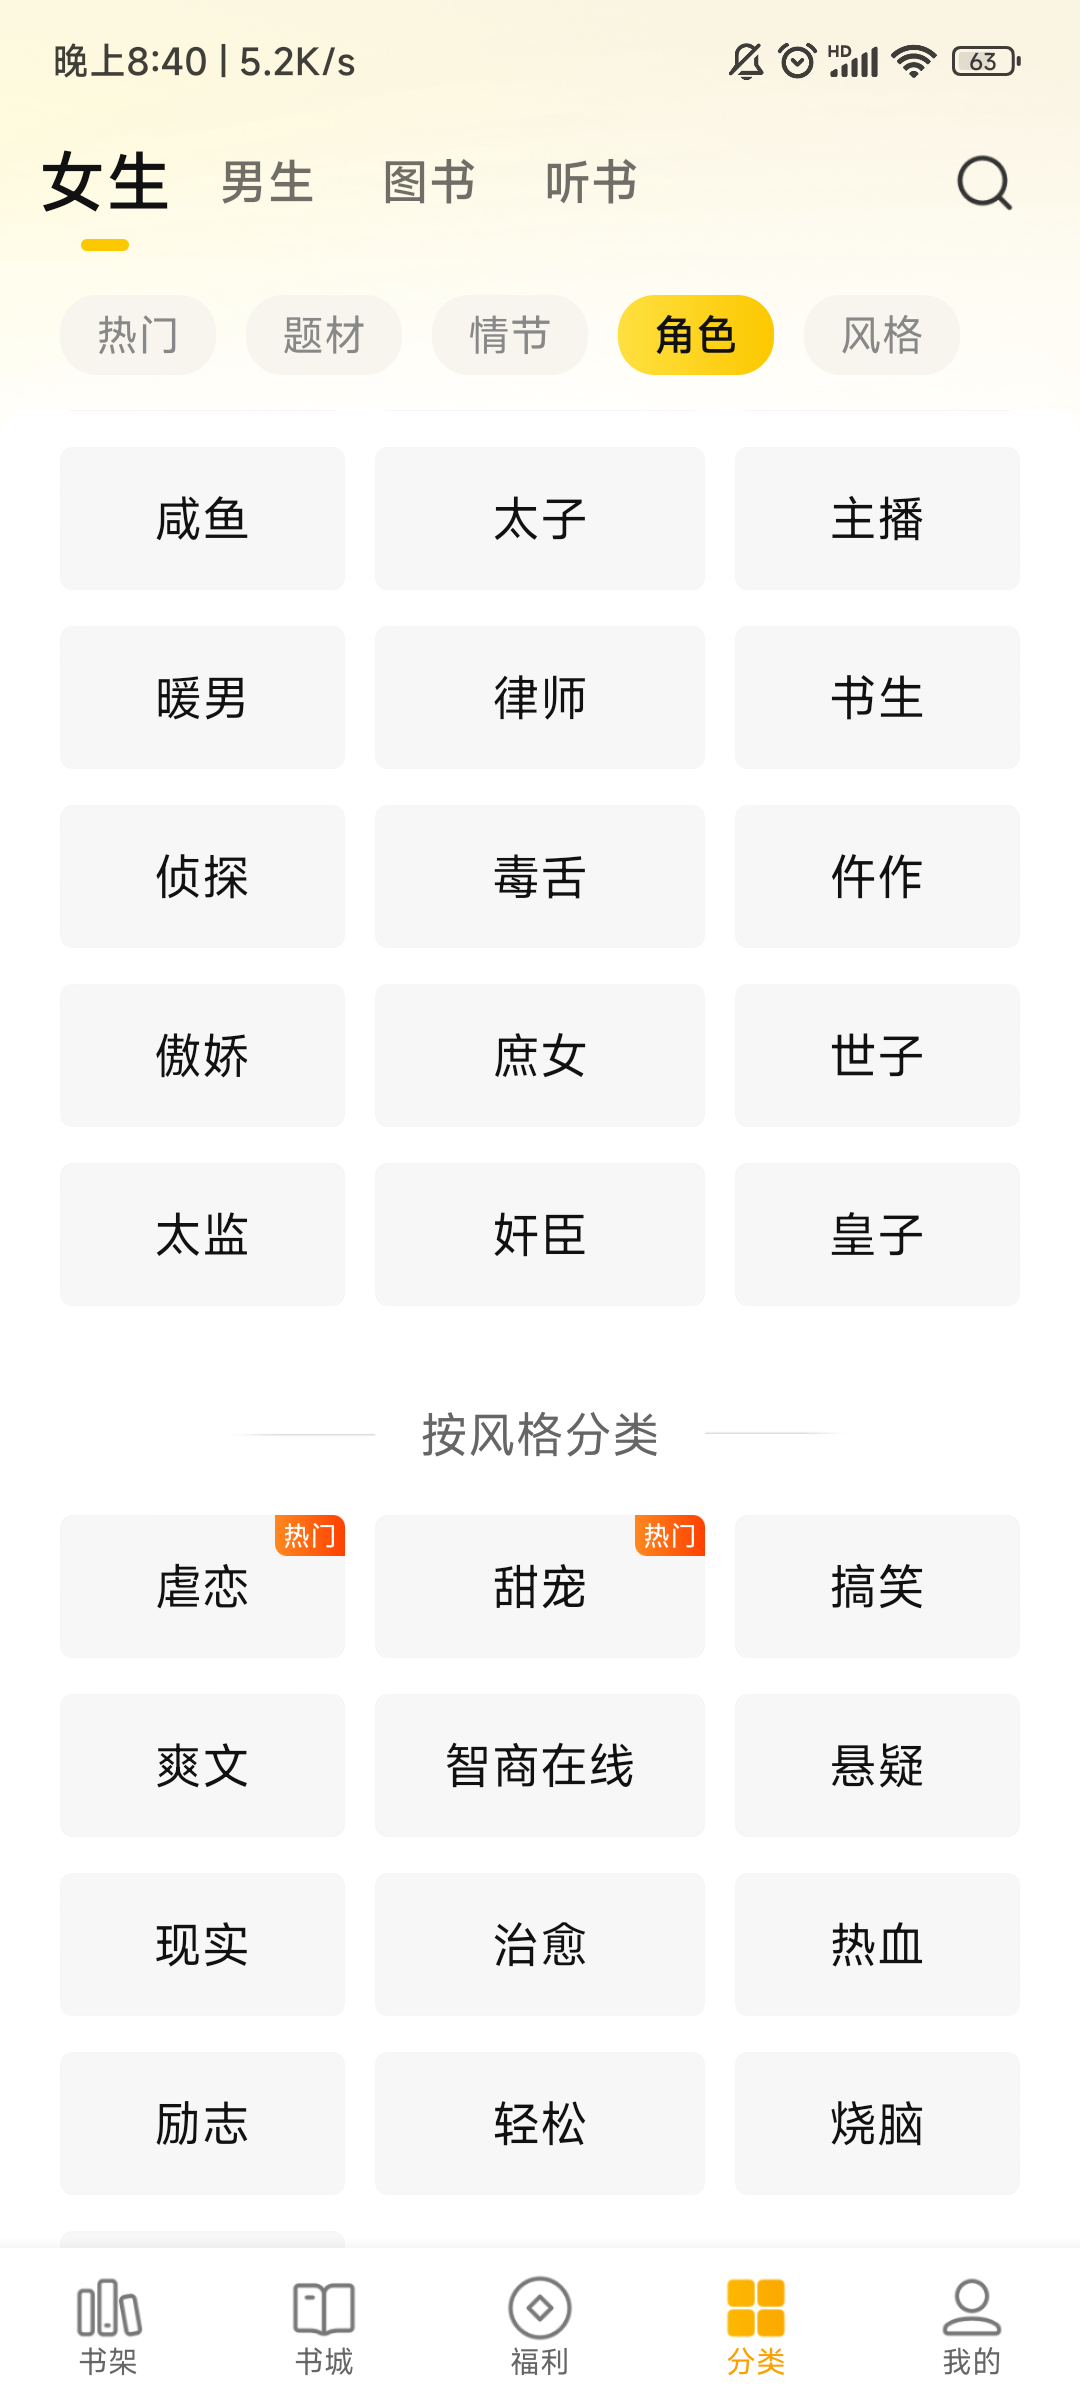 晚上8:40 | 5.2K/s HD 63
女生 男生 图书 听书
热门 题材 情节 角色 风格
咸鱼 太子 主播
暖男 律师 书生
侦探 毒舌 仵作
傲娇 庶女 世子
太监 奸臣 皇子
按风格分类
虐恋 热门 甜宠 热门 搞笑
爽文 智商在线 悬疑
现实 治愈 热血
励志 轻松 烧脑
书架 书城 福利 分类 我的